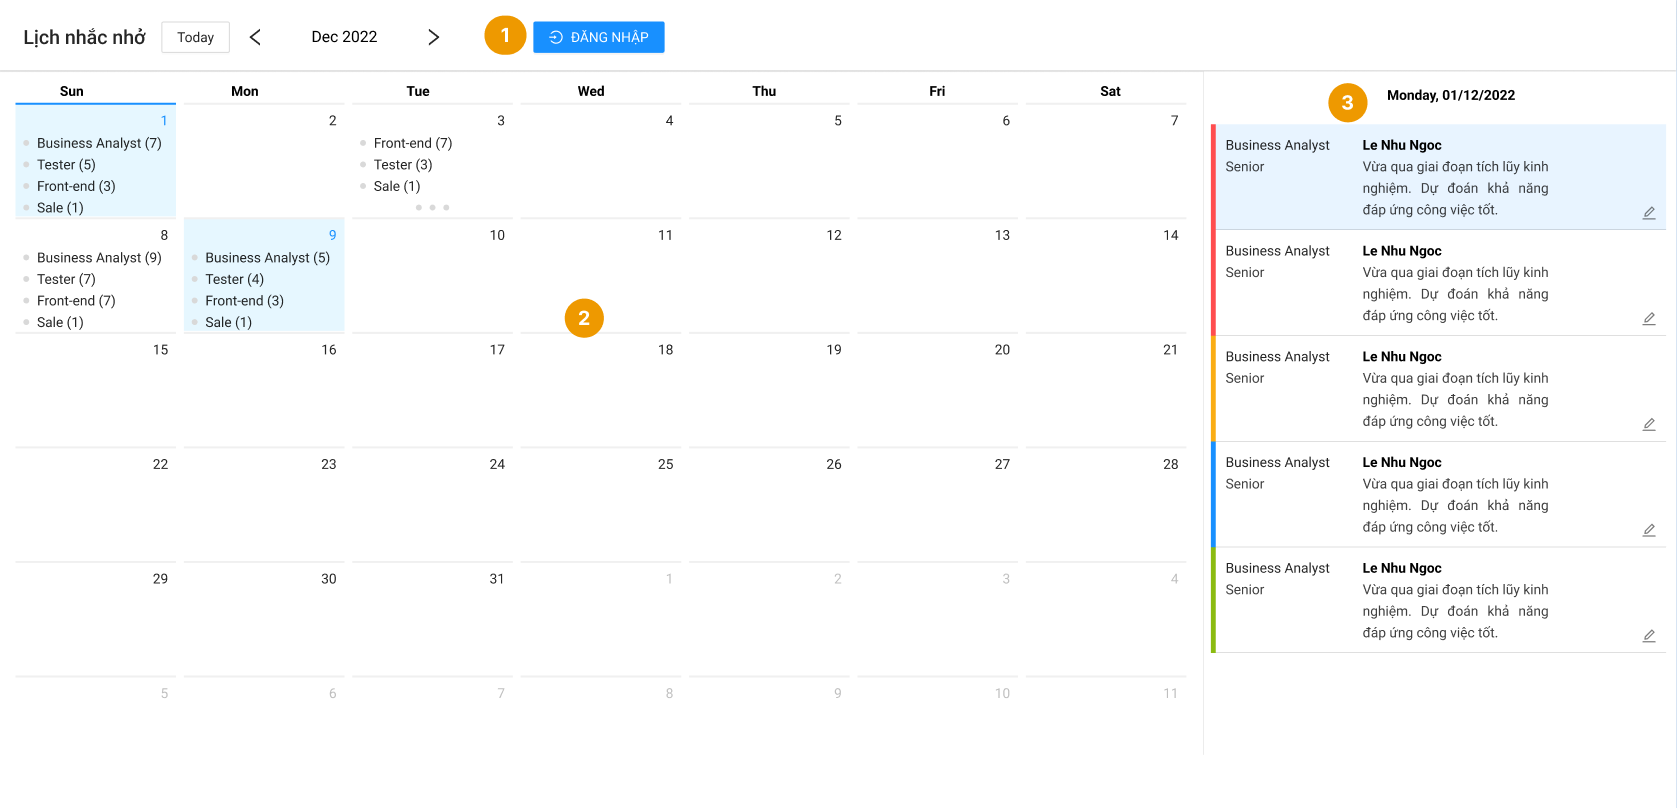 Lịch nhắc nhở Today Dec 2022 1 ĐĂNG NHẬP
Sun Mon Tue Wed Thu Fri Sat
1 2 3 4 5 6 7
Business Analyst (7)
Tester (5)
Front-end (3)
Sale (1)
Front-end (7)
Tester (3)
Sale (1)
8 9 10 11 12 13 14
Business Analyst (9)
Tester (7)
Front-end (7)
Sale (1)
Business Analyst (5)
Tester (4)
Front-end (3)
Sale (1)
2
15 16 17 18 19 20 21
22 23 24 25 26 27 28
29 30 31 1 2 3 4
5 6 7 8 9 10 11
3 Monday, 01/12/2022
Business Analyst
Senior
Le Nhu Ngoc
Vừa qua giai đoạn tích lũy kinh
nghiệm. Dự đoán khả năng
đáp ứng công việc tốt.
Business Analyst
Senior
Le Nhu Ngoc
Vừa qua giai đoạn tích lũy kinh
nghiệm. Dự đoán khả năng
đáp ứng công việc tốt.
Business Analyst
Senior
Le Nhu Ngoc
Vừa qua giai đoạn tích lũy kinh
nghiệm. Dự đoán khả năng
đáp ứng công việc tốt.
Business Analyst
Senior
Le Nhu Ngoc
Vừa qua giai đoạn tích lũy kinh
nghiệm. Dự đoán khả năng
đáp ứng công việc tốt.
Business Analyst
Senior
Le Nhu Ngoc
Vừa qua giai đoạn tích lũy kinh
nghiệm. Dự đoán khả năng
đáp ứng công việc tốt.